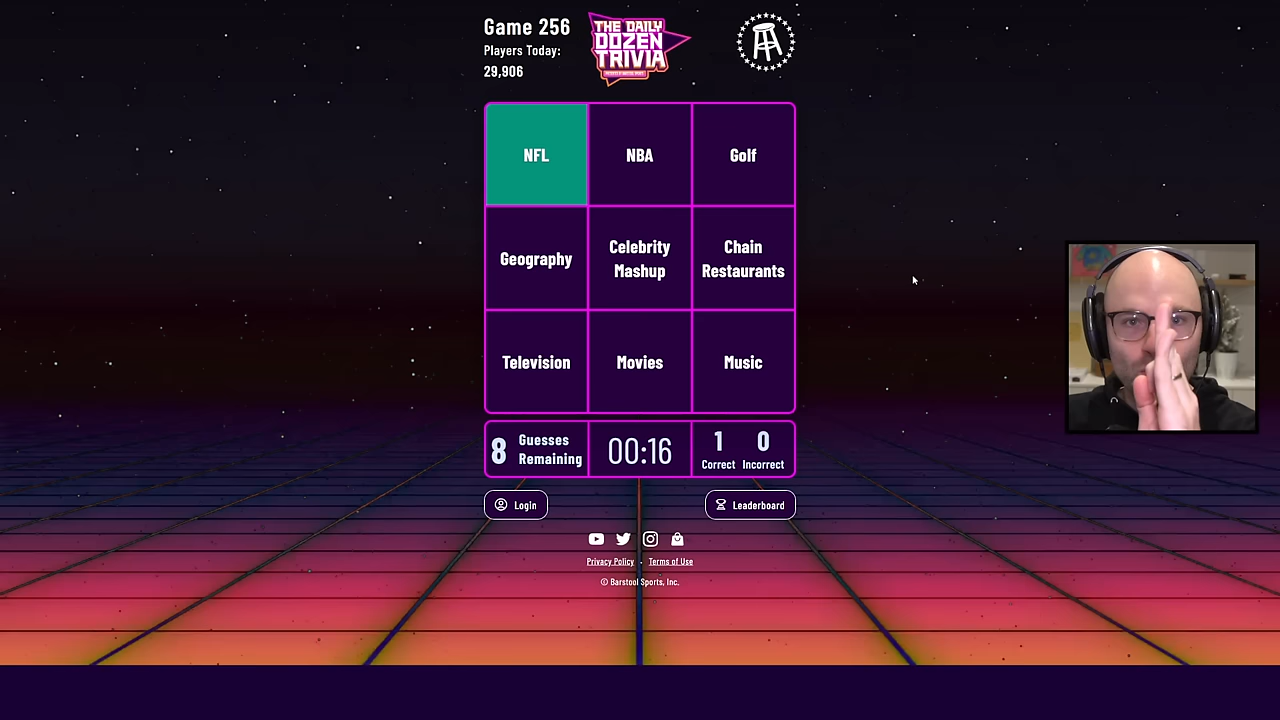 Game 256
Players Today:
29,906
THE DAILY
DOZEN
TRIVIA
NFL
NBA
Golf
Geography
Celebrity
Mashup
Chain
Restaurants
Television
Movies
Music
8
Guesses
Remaining
00:16
1
Correct
0
Incorrect
Login
Leaderboard
Privacy Policy - Terms of Use
© Barstool Sports, Inc.